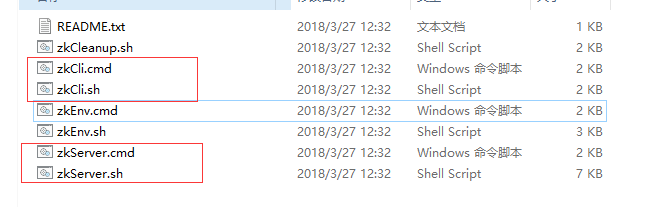 README.txt 2018/3/27 12:32 文本文档 1 KB
zkCleanup.sh 2018/3/27 12:32 Shell Script 2 KB
zkCli.cmd 2018/3/27 12:32 Windows 命令脚本 2 KB
zkCli.sh 2018/3/27 12:32 Shell Script 2 KB
zkEnv.cmd 2018/3/27 12:32 Windows 命令脚本 2 KB
zkEnv.sh 2018/3/27 12:32 Shell Script 3 KB
zkServer.cmd 2018/3/27 12:32 Windows 命令脚本 2 KB
zkServer.sh 2018/3/27 12:32 Shell Script 7 KB